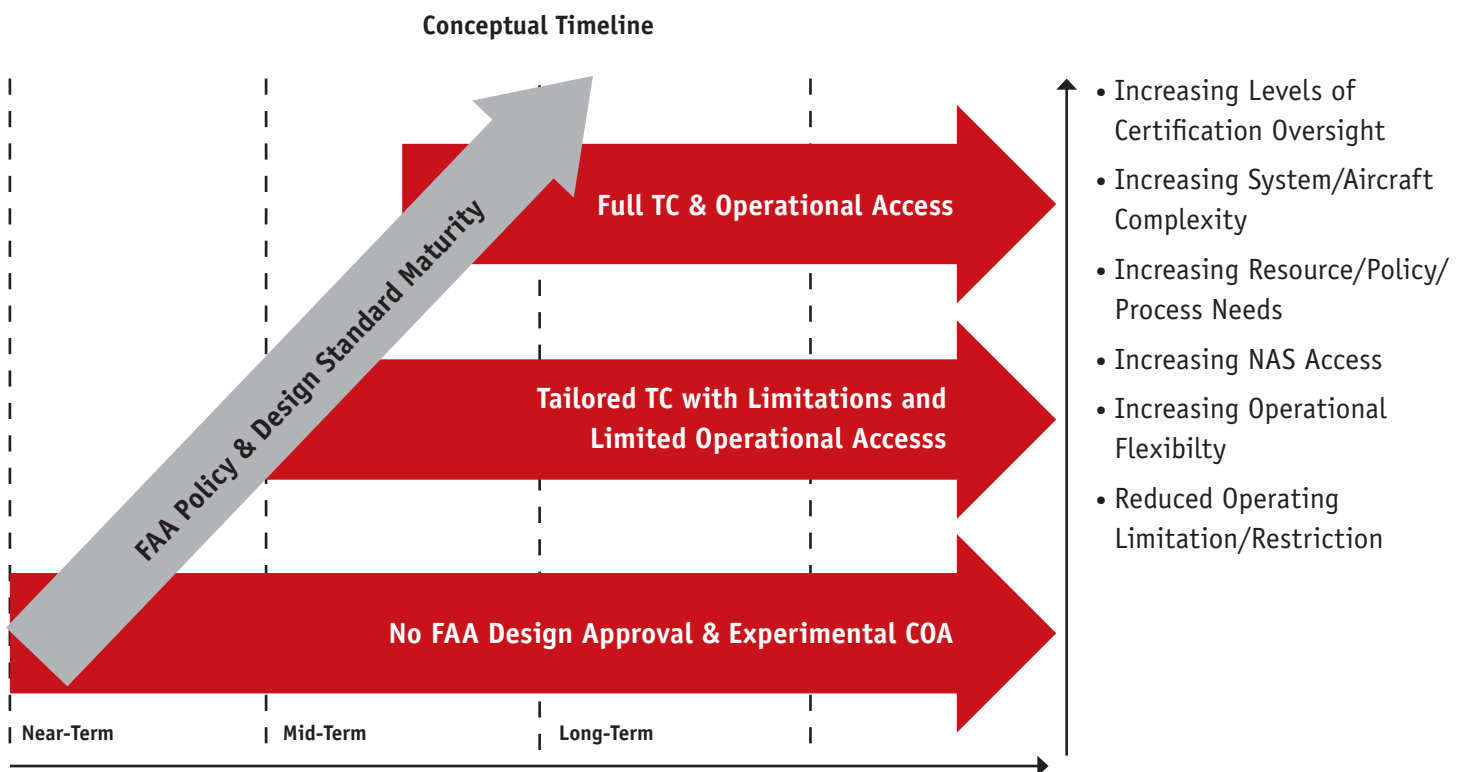 Conceptual Timeline
FAA Policy & Design Standard Maturity
Full TC & Operational Access
Tailored TC with Limitations and
Limited Operational Accesss
No FAA Design Approval & Experimental COA
Near-Term
Mid-Term
Long-Term
• Increasing Levels of
Certification Oversight
• Increasing System/Aircraft
Complexity
• Increasing Resource/Policy/
Process Needs
• Increasing NAS Access
• Increasing Operational
Flexibilty
• Reduced Operating
Limitation/Restriction